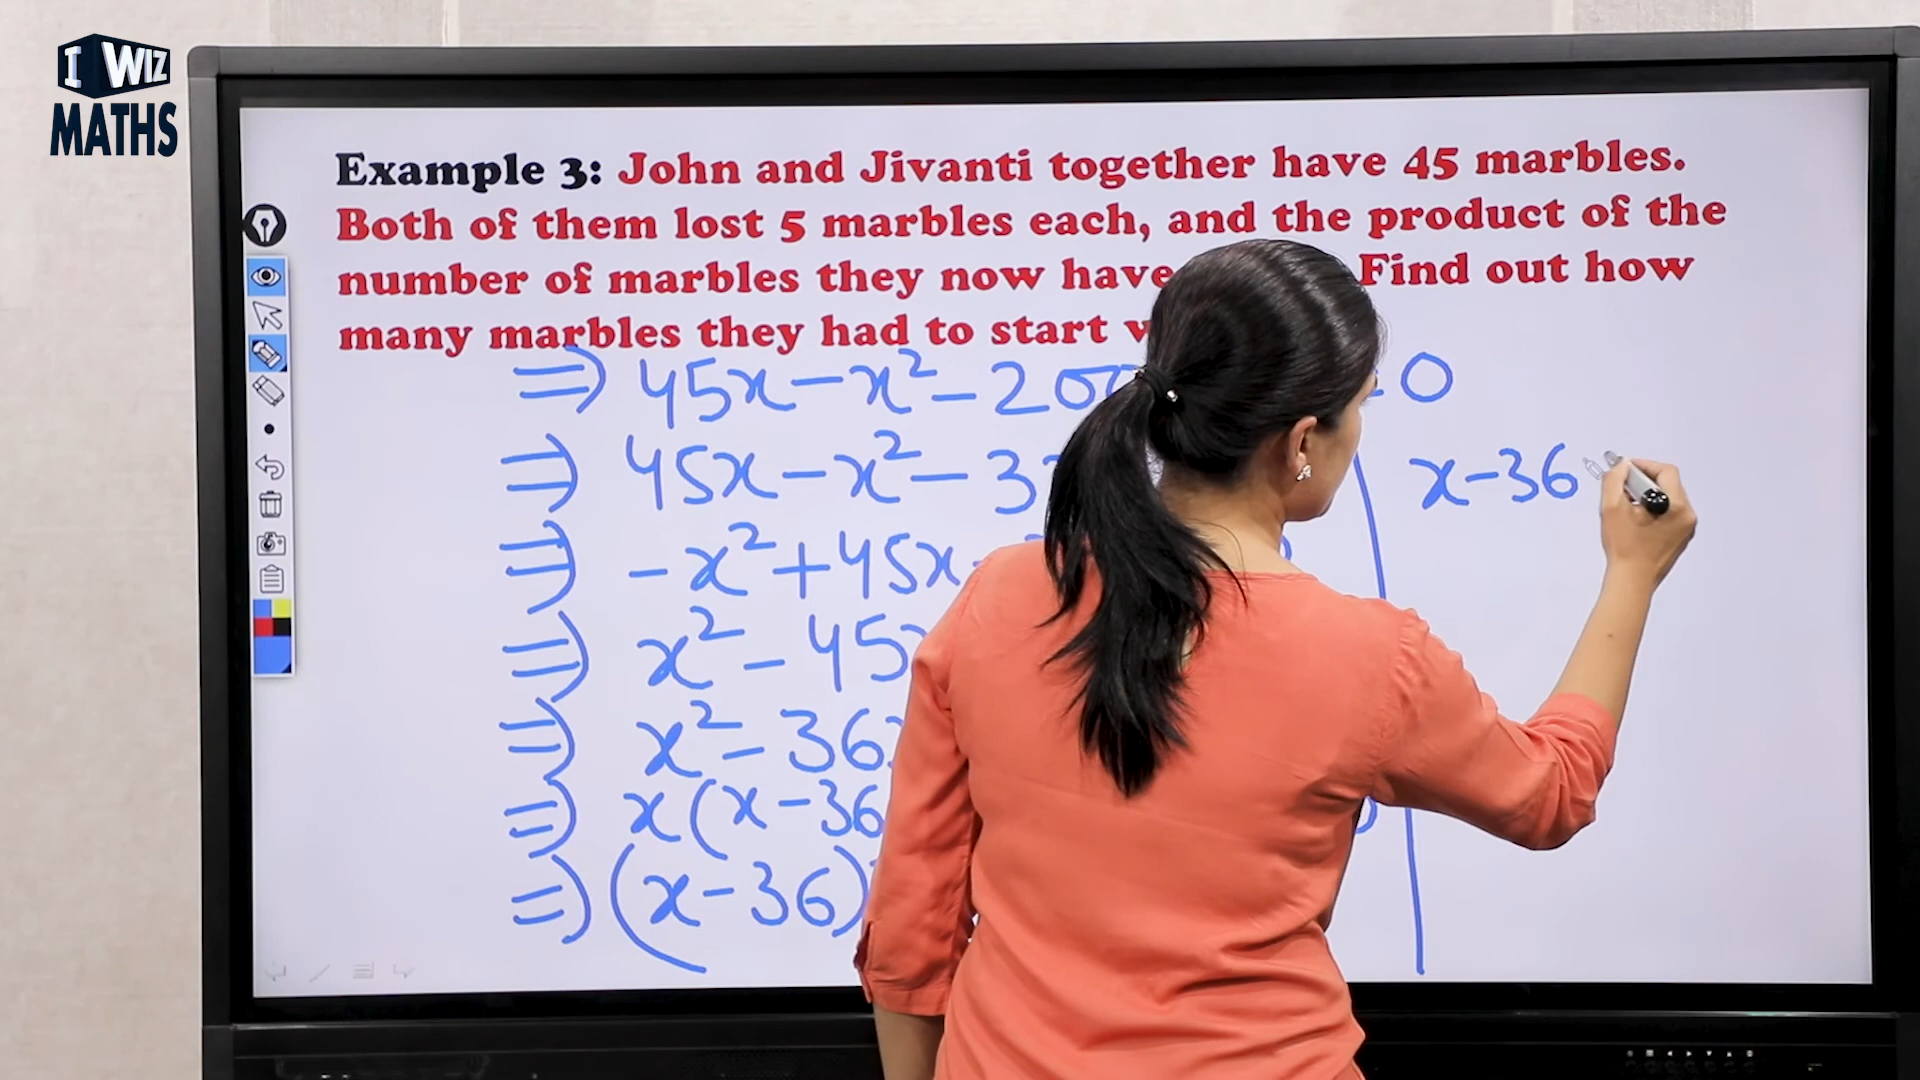 I WIZ
MATHS
Example 3: John and Jivanti together have 45 marbles.
Both of them lost 5 marbles each, and the product of the
number of marbles they now have Find out how
many marbles they had to start
⇒ 45x - x² - 200 = 0
⇒ 45x - x² - 3
x - 36
⇒ - x² + 45x
⇒ x² - 45
⇒ x² - 36
⇒ x(x - 36
⇒ (x - 36)